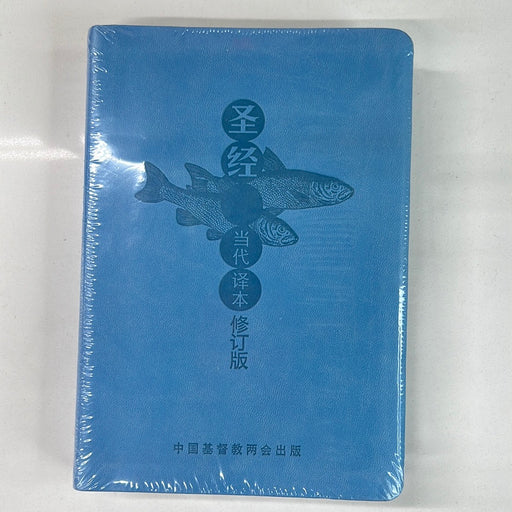 圣经
当代译本
修订版
中国基督教两会出版